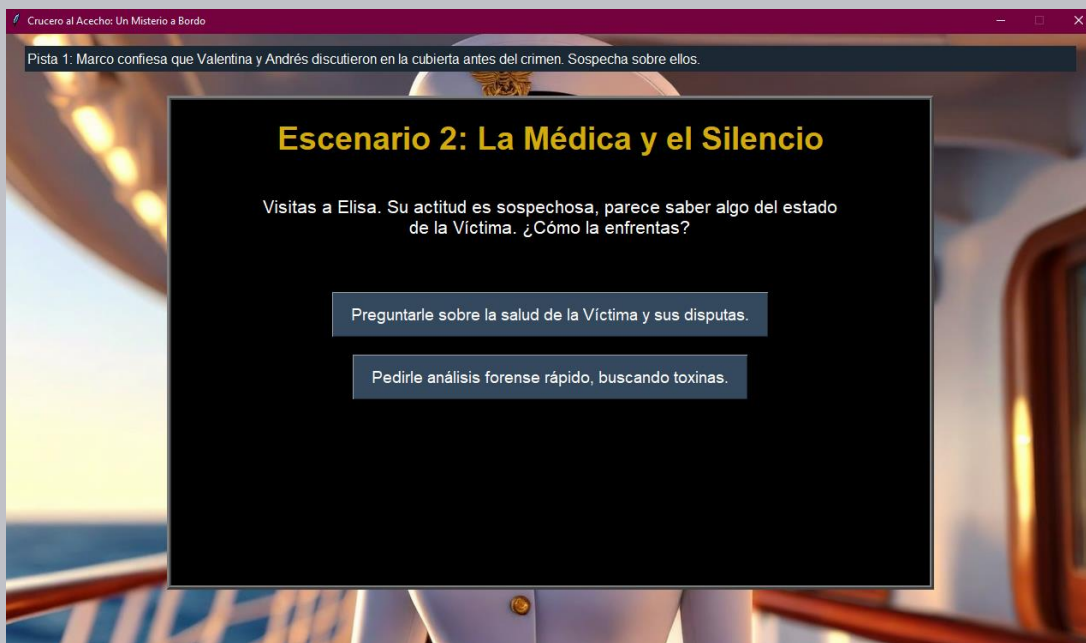 Crucero al Acecho: Un Misterio a Bordo
Pista 1: Marco confiesa que Valentina y Andrés discutieron en la cubierta antes del crimen. Sospecha sobre ellos.
Escenario 2: La Médica y el Silencio
Visitas a Elisa. Su actitud es sospechosa, parece saber algo del estado
de la Víctima. ¿Cómo la enfrentas?
Preguntarle sobre la salud de la Víctima y sus disputas.
Pedirle análisis forense rápido, buscando toxinas.